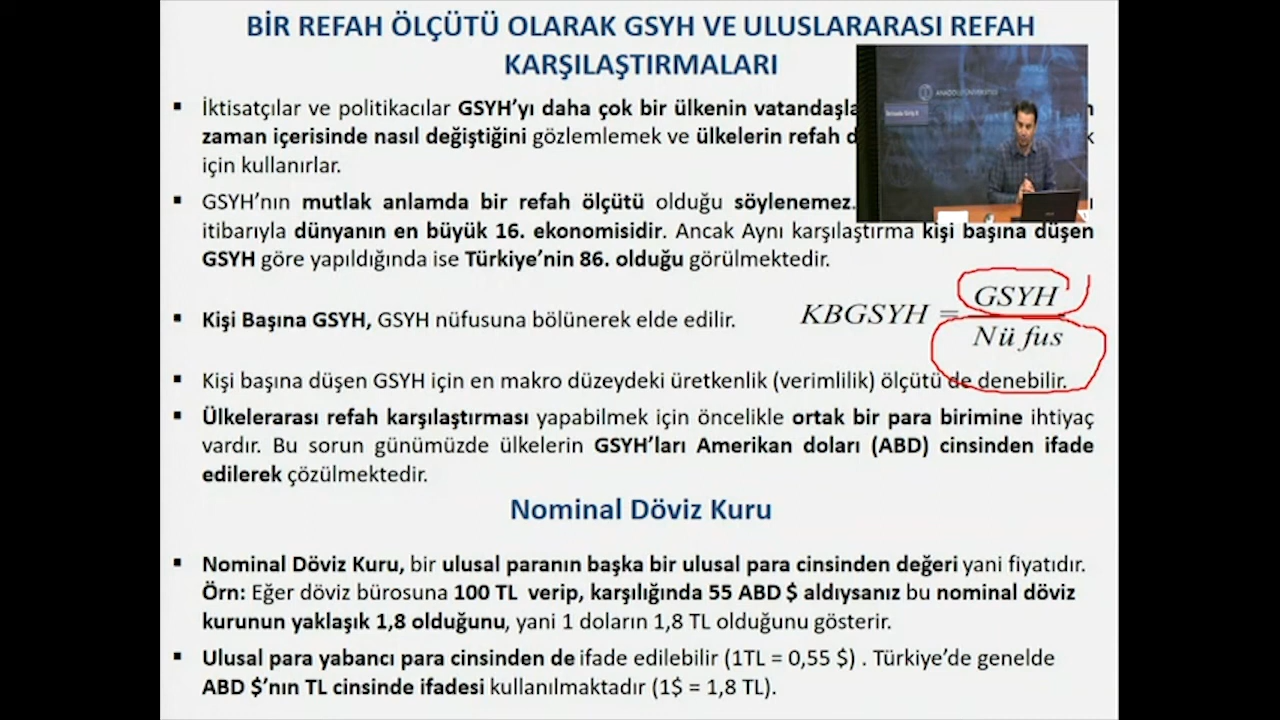 BİR REFAH ÖLÇÜTÜ OLARAK GSYH VE ULUSLARARASI REFAH
KARŞILAŞTIRMALARI
ANADOLU ÜNİVERSİTESİ
▪ İktisatçılar ve politikacılar GSYH’yı daha çok bir ülkenin
zaman içerisinde nasıl değiştiğini gözlemlemek ve ülkelerin refah
için kullanırlar.
▪ GSYH’nın mutlak anlamda bir refah ölçütü olduğu söylenemez.
itibarıyla dünyanın en büyük 16. ekonomisidir. Ancak Aynı karşılaştırma kişi başına düşen
GSYH göre yapıldığında ise Türkiye’nin 86. olduğu görülmektedir.
▪ Kişi Başına GSYH, GSYH nüfusuna bölünerek elde edilir.
KBGSYH = GSYH
Nü fus
▪ Kişi başına düşen GSYH için en makro düzeydeki üretkenlik (verimlilik) ölçütü de denebilir.
▪ Ülkelerarası refah karşılaştırması yapabilmek için öncelikle ortak bir para birimine ihtiyaç
vardır. Bu sorun günümüzde ülkelerin GSYH’ları Amerikan doları (ABD) cinsinden ifade
edilerek çözülmektedir.
Nominal Döviz Kuru
▪ Nominal Döviz Kuru, bir ulusal paranın başka bir ulusal para cinsinden değeri yani fiyatıdır.
Örn: Eğer döviz bürosuna 100 TL verip, karşılığında 55 ABD $ aldıysanız bu nominal döviz
kurunun yaklaşık 1,8 olduğunu, yani 1 doların 1,8 TL olduğunu gösterir.
▪ Ulusal para yabancı para cinsinden de ifade edilebilir (1TL = 0,55 $) . Türkiye’de genelde
ABD $’nın TL cinsinde ifadesi kullanılmaktadır (1$ = 1,8 TL).